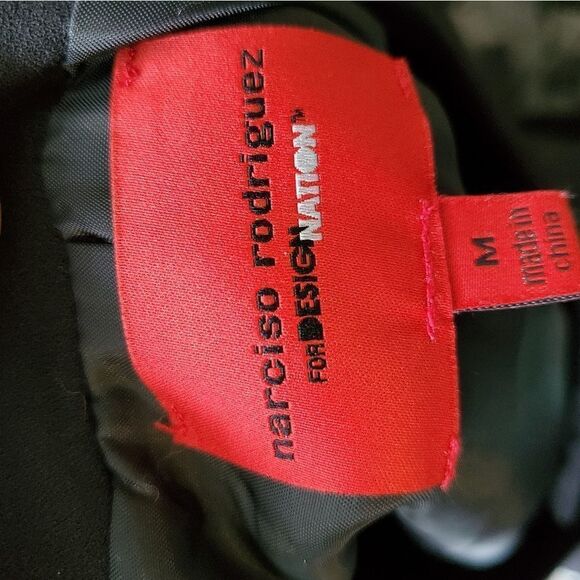 narciso rodriguez
FOR DESIGNATION™
M
made in
china